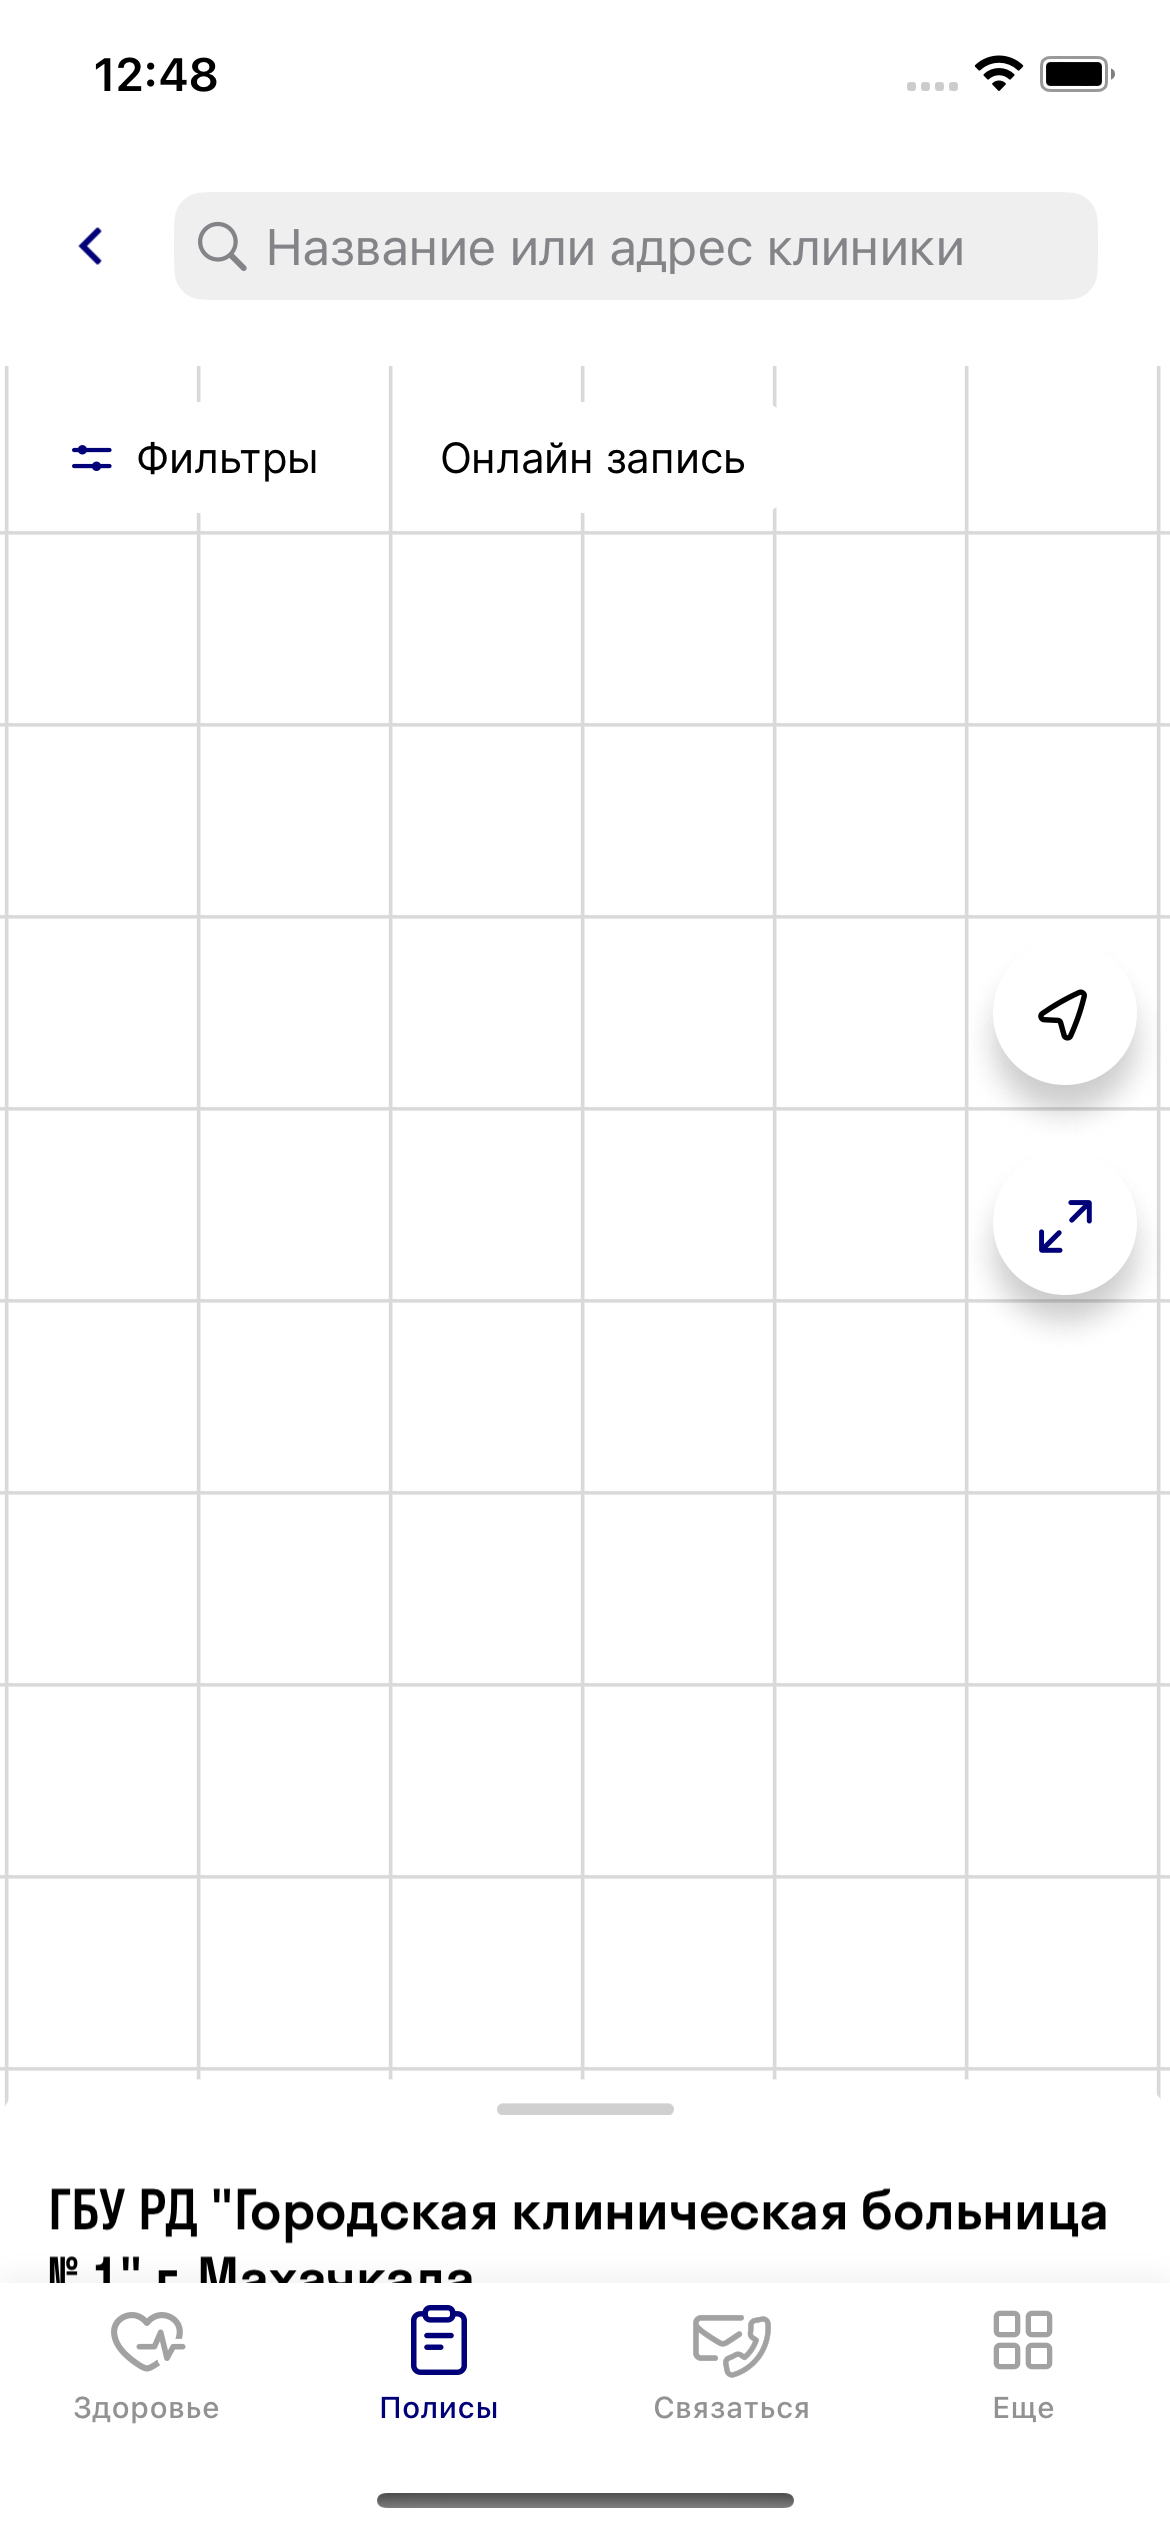 12:48
Название или адрес клиники
Фильтры
Онлайн запись
ГБУ РД "Городская клиническая больница
№ 1" г. Махачкала
Здоровье
Полисы
Связаться
Еще